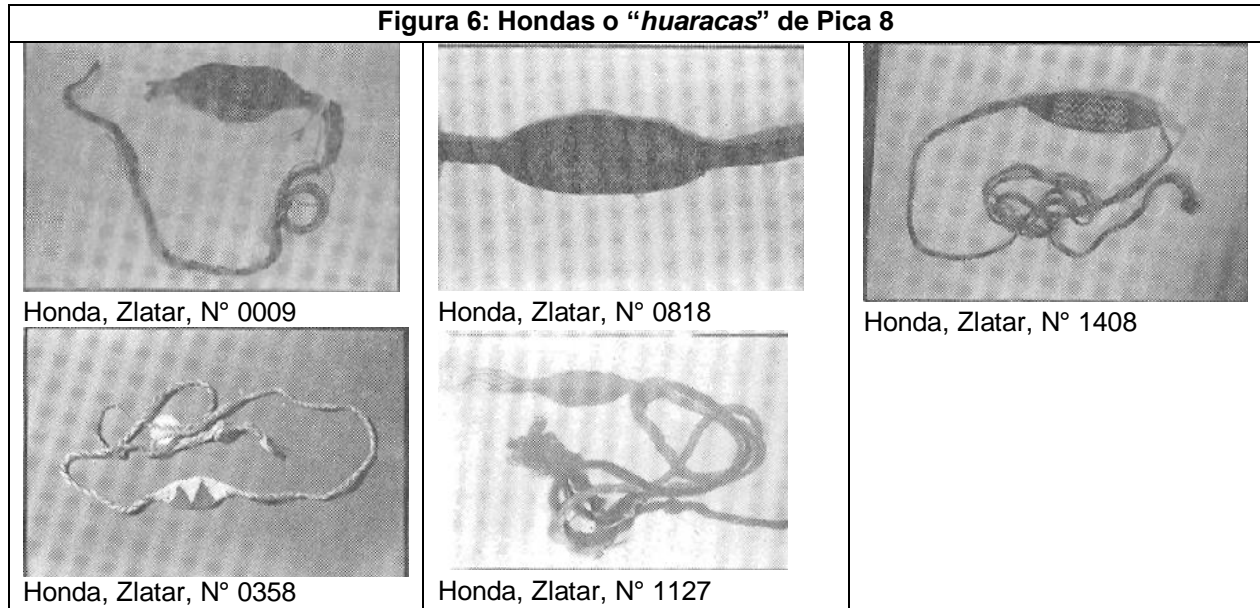 Figura 6: Hondas o “huaracas” de Pica 8
Honda, Zlatar, N° 0009
Honda, Zlatar, N° 0818
Honda, Zlatar, N° 1408
Honda, Zlatar, N° 0358
Honda, Zlatar, N° 1127